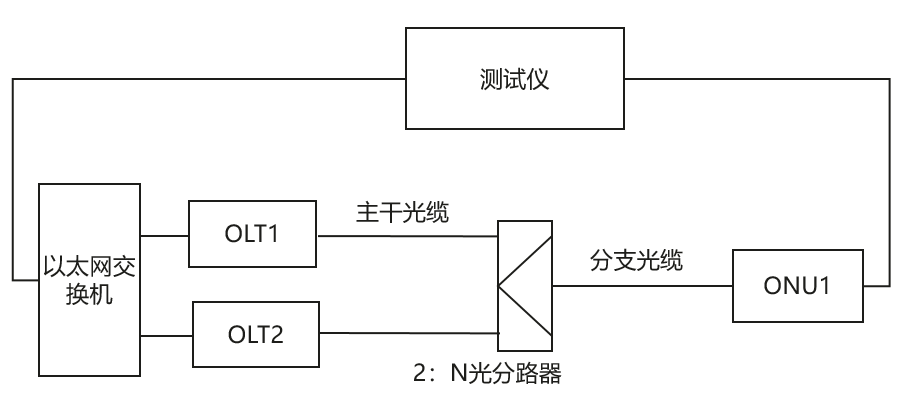 测试仪
主干光缆
OLT1
以太网交
换机
分支光缆
ONU1
OLT2
2：N光分路器